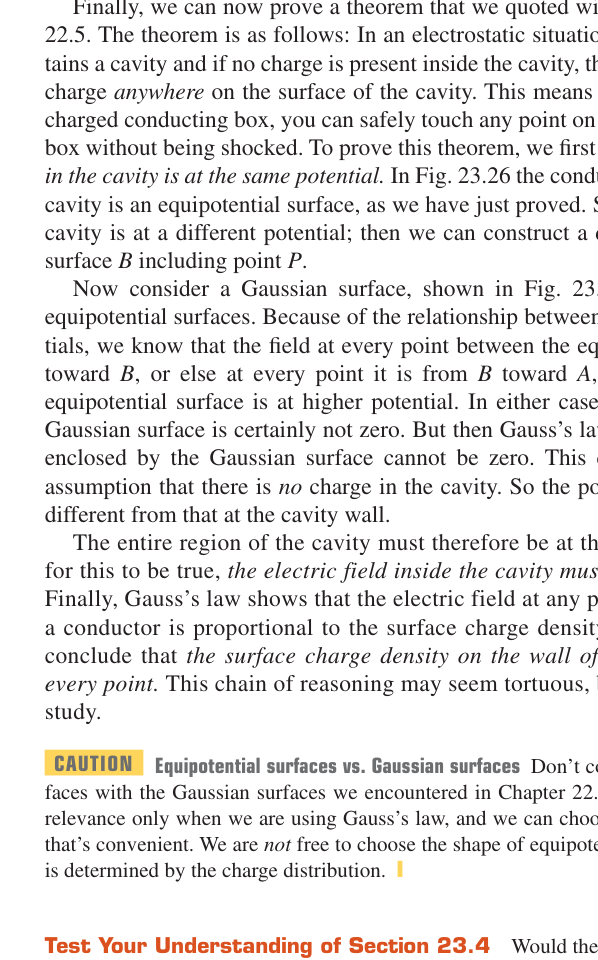 Finally, we can now prove a theorem that we quoted wi
22.5. The theorem is as follows: In an electrostatic situatio
tains a cavity and if no charge is present inside the cavity, th
charge anywhere on the surface of the cavity. This means
charged conducting box, you can safely touch any point on
box without being shocked. To prove this theorem, we first
in the cavity is at the same potential. In Fig. 23.26 the condu
cavity is an equipotential surface, as we have just proved. S
cavity is at a different potential; then we can construct a
surface B including point P.
Now consider a Gaussian surface, shown in Fig. 23.
equipotential surfaces. Because of the relationship between
tials, we know that the field at every point between the eq
toward B, or else at every point it is from B toward A,
equipotential surface is at higher potential. In either case
Gaussian surface is certainly not zero. But then Gauss's la
enclosed by the Gaussian surface cannot be zero. This
assumption that there is no charge in the cavity. So the po
different from that at the cavity wall.
The entire region of the cavity must therefore be at th
for this to be true, the electric field inside the cavity mus
Finally, Gauss's law shows that the electric field at any p
a conductor is proportional to the surface charge density
conclude that the surface charge density on the wall of
every point. This chain of reasoning may seem tortuous,
study.
CAUTION Equipotential surfaces vs. Gaussian surfaces Don't co
faces with the Gaussian surfaces we encountered in Chapter 22.
relevance only when we are using Gauss's law, and we can choo
that's convenient. We are not free to choose the shape of equipote
is determined by the charge distribution.
Test Your Understanding of Section 23.4 Would the